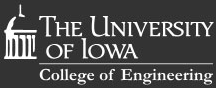 THE UNIVERSITY
OF IOWA
College of Engineering